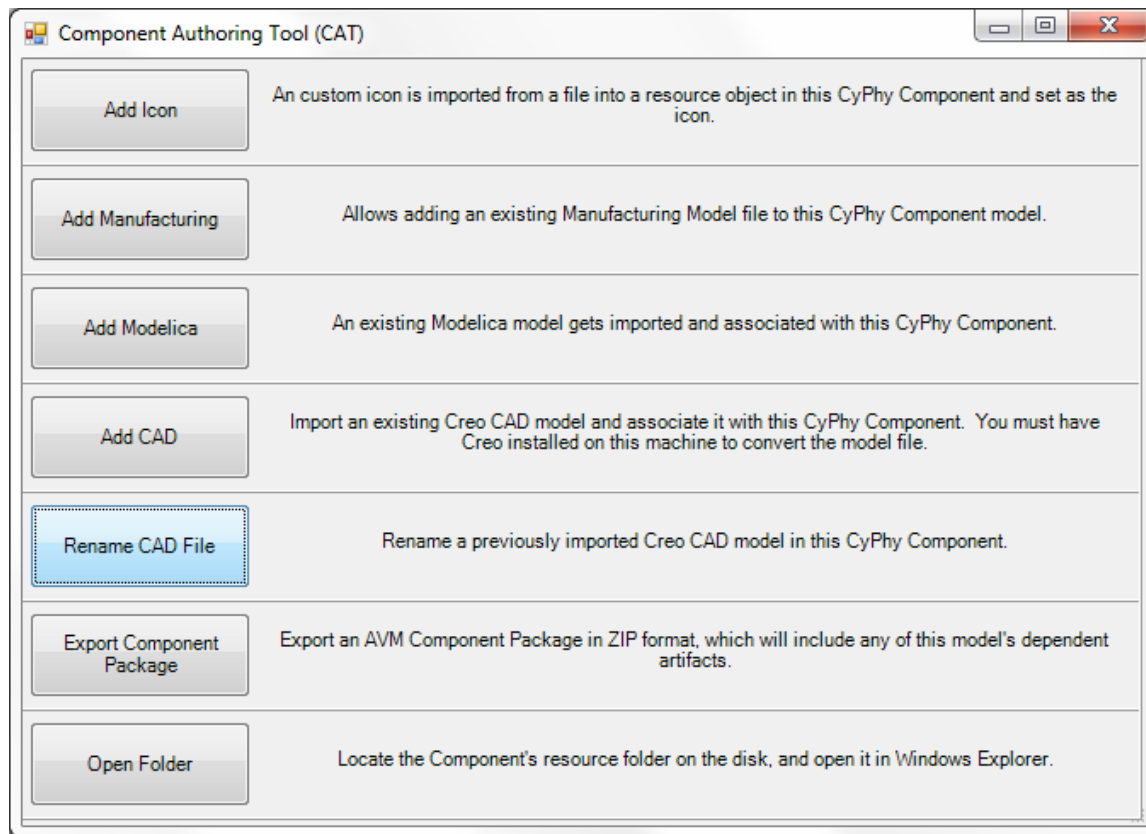 Component Authoring Tool (CAT)
Add Icon
An custom icon is imported from a file into a resource object in this CyPhy Component and set as the
icon.
Add Manufacturing
Allows adding an existing Manufacturing Model file to this CyPhy Component model.
Add Modelica
An existing Modelica model gets imported and associated with this CyPhy Component.
Add CAD
Import an existing Creo CAD model and associate it with this CyPhy Component.  You must have
Creo installed on this machine to convert the model file.
Rename CAD File
Rename a previously imported Creo CAD model in this CyPhy Component.
Export Component
Package
Export an AVM Component Package in ZIP format, which will include any of this model's dependent
artifacts.
Open Folder
Locate the Component's resource folder on the disk, and open it in Windows Explorer.